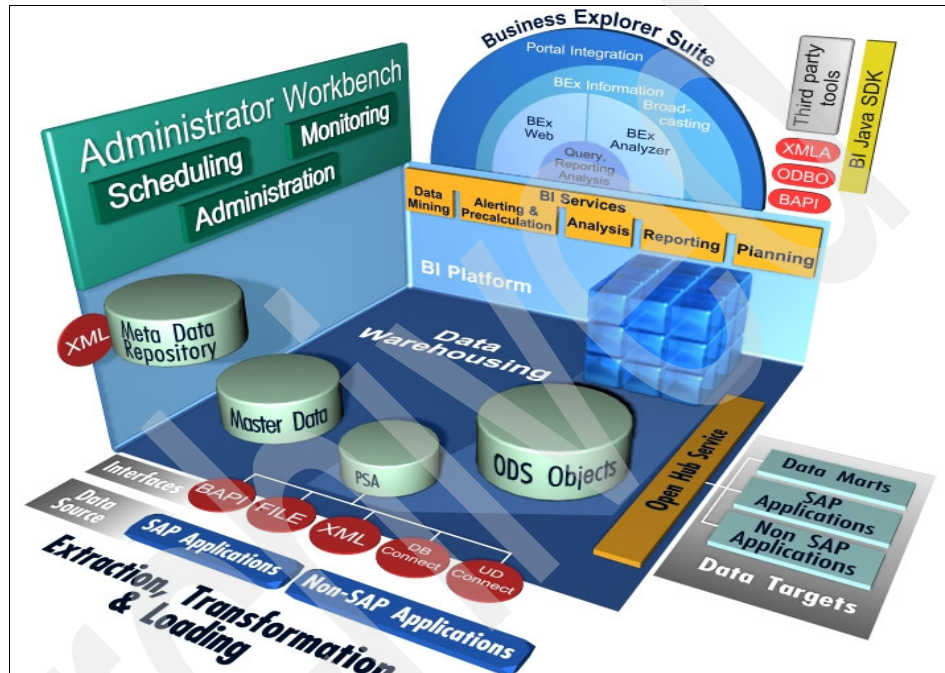 Business Explorer Suite
Portal Integration
BEx Information
Broad-
casting
BEx
Web
BEx
Analyzer
Query,
Reporting
Analysis
Third party
tools
BI Java SDK
XMLA
ODBO
BAPI
Administrator Workbench
Scheduling
Monitoring
Administration
BI Services
Data
Mining
Alerting &
Precalculation
Analysis
Reporting
Planning
BI Platform
XML
Meta Data
Repository
Data
Warehousing
Master Data
PSA
ODS Objects
Open Hub Service
Data Marts
SAP
Applications
Non SAP
Applications
Data Targets
Interfaces
BAPI
FILE
XML
DB
Connect
UD
Connect
Data
Source
SAP Applications
Non-SAP Applications
Extraction, Transformation
& Loading
Archived